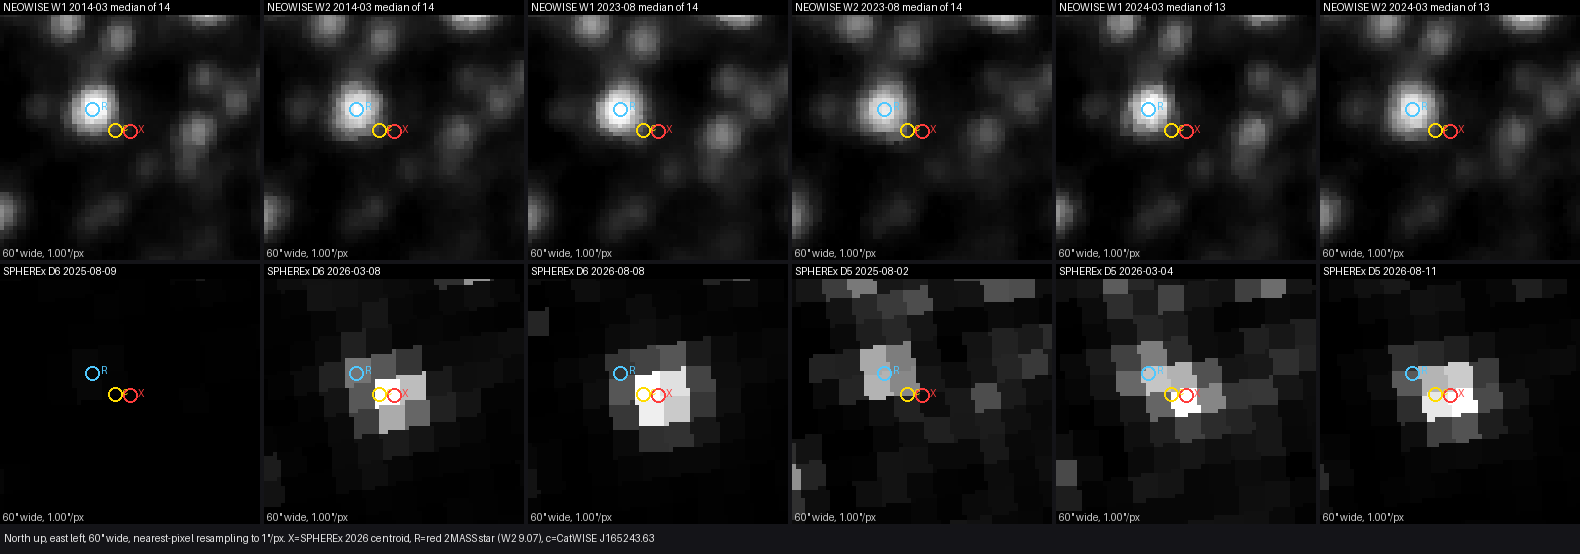 NEOWISE W1 2014-03 median of 14
NEOWISE W2 2014-03 median of 14
NEOWISE W1 2023-08 median of 14
NEOWISE W2 2023-08 median of 14
NEOWISE W1 2024-03 median of 13
NEOWISE W2 2024-03 median of 13
R
c
X
R
c
X
R
c
X
R
c
X
R
c
X
R
c
X
60"wide, 1.00"/px
60"wide, 1.00"/px
60"wide, 1.00"/px
60"wide, 1.00"/px
60"wide, 1.00"/px
60"wide, 1.00"/px
SPHEREx D6 2025-08-09
SPHEREx D6 2026-03-08
SPHEREx D6 2026-08-08
SPHEREx D5 2025-08-02
SPHEREx D5 2026-03-04
SPHEREx D5 2026-08-11
R
c
X
R
c
X
R
c
X
R
c
X
R
c
X
R
c
X
60"wide, 1.00"/px
60"wide, 1.00"/px
60"wide, 1.00"/px
60"wide, 1.00"/px
60"wide, 1.00"/px
60"wide, 1.00"/px
North up, east left, 60"wide, nearest-pixel resampling to 1"/px. X=SPHEREx 2026 centroid, R=red 2MASS star (W2 9.07), c=CatWISE J165243.63